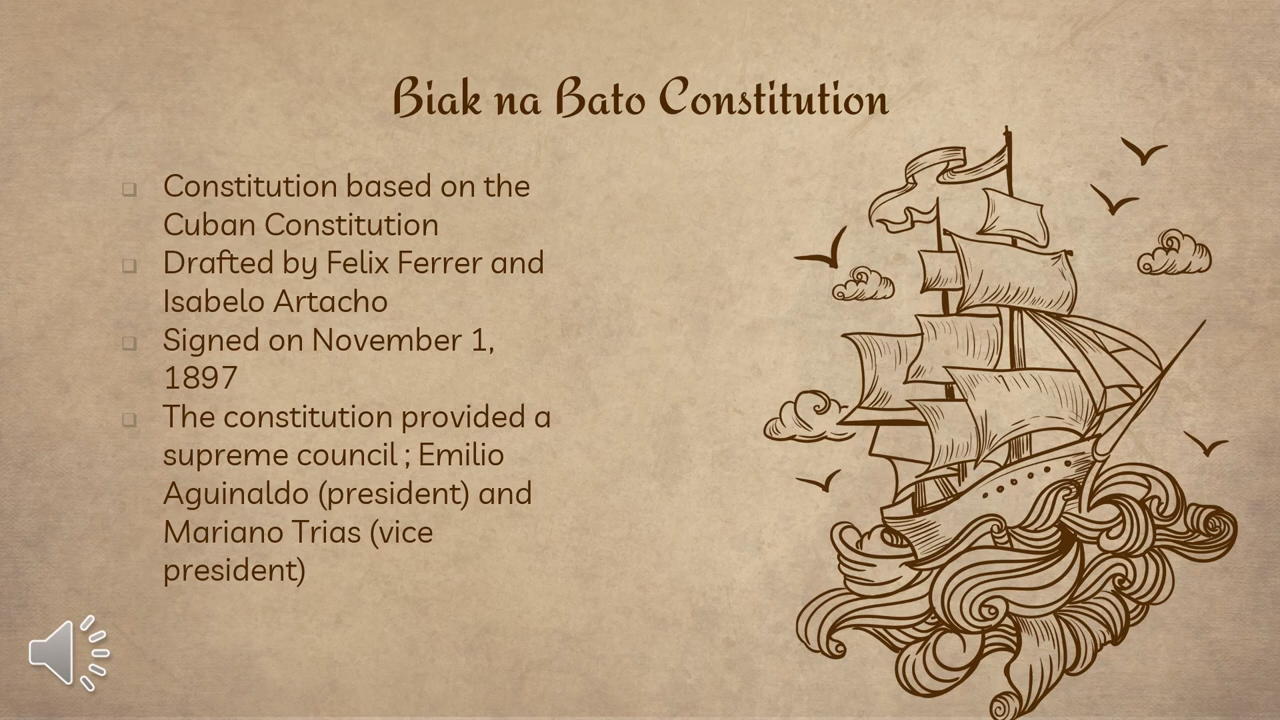 Biak na Bato Constitution
Constitution based on the
Cuban Constitution
Drafted by Felix Ferrer and
Isabelo Artacho
Signed on November 1,
1897
The constitution provided a
supreme council ; Emilio
Aguinaldo (president) and
Mariano Trias (vice
president)